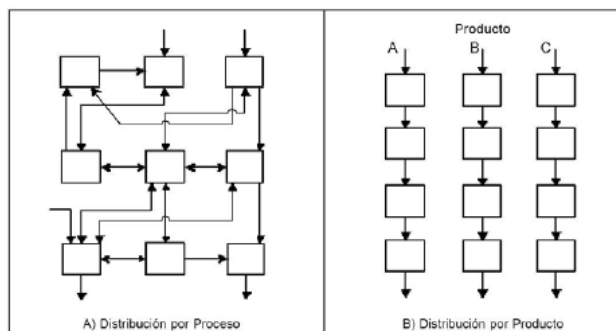 A) Distribución por Proceso
Producto
A B C
B) Distribución por Producto